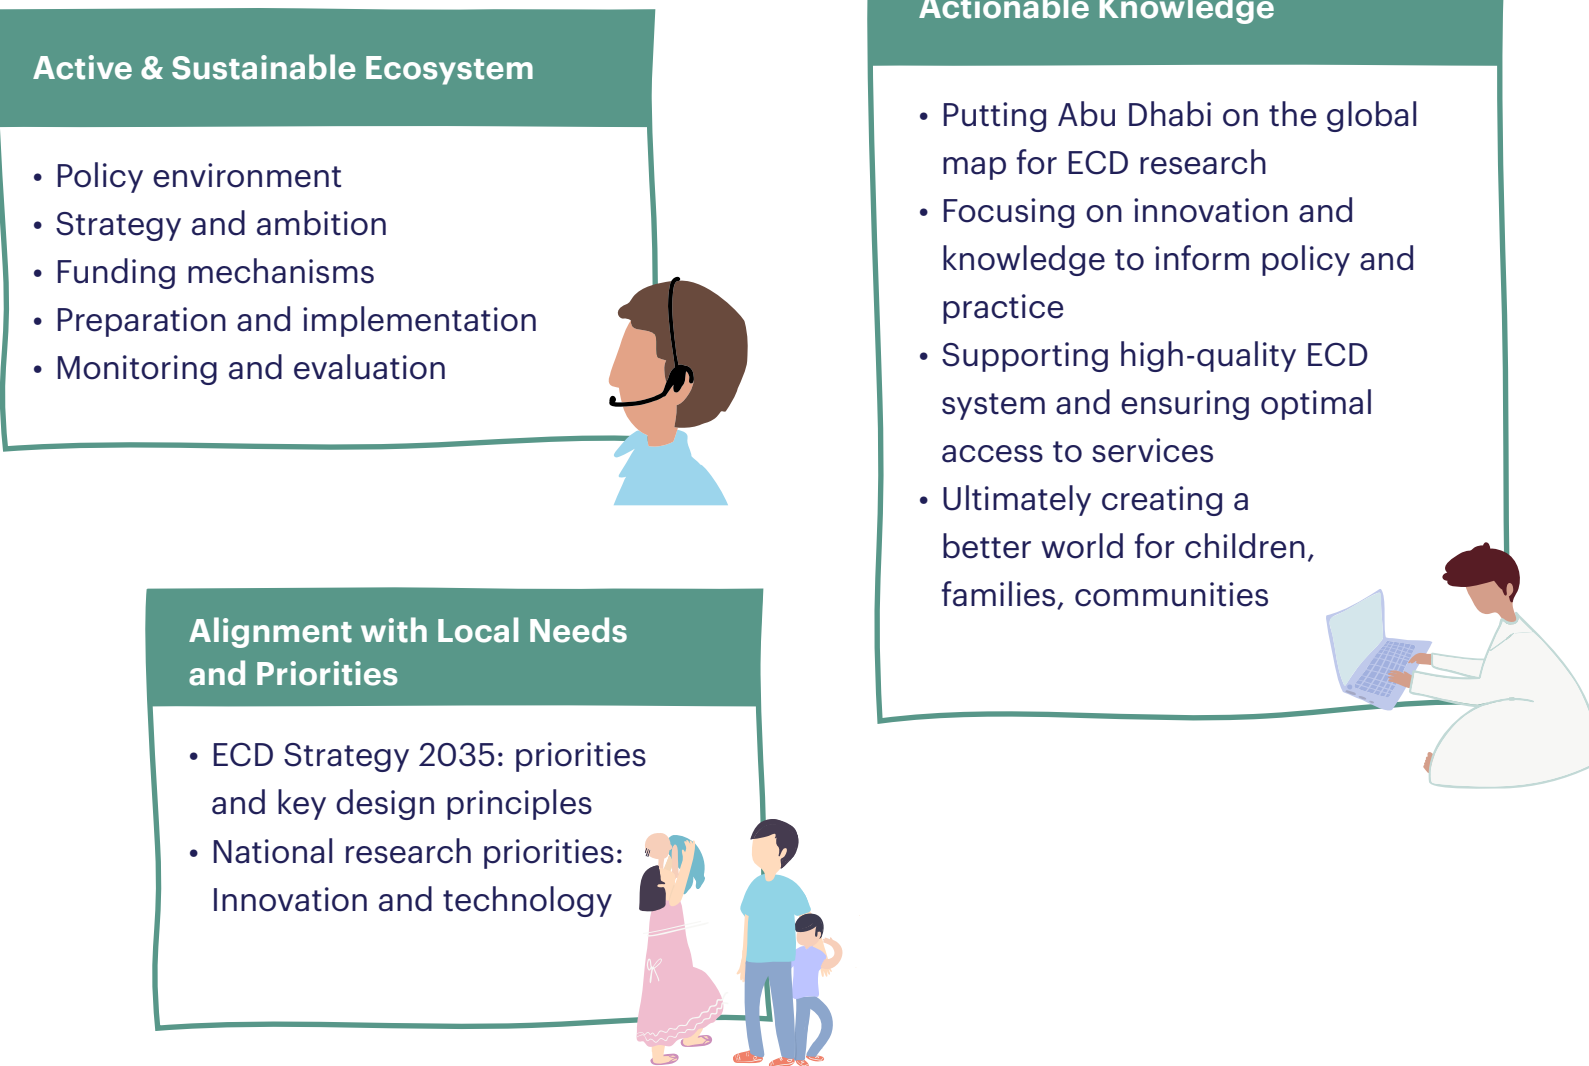 Active & Sustainable Ecosystem
• Policy environment
• Strategy and ambition
• Funding mechanisms
• Preparation and implementation
• Monitoring and evaluation
Alignment with Local Needs
and Priorities
• ECD Strategy 2035: priorities
and key design principles
• National research priorities:
Innovation and technology
Actionable Knowledge
• Putting Abu Dhabi on the global
map for ECD research
• Focusing on innovation and
knowledge to inform policy and
practice
• Supporting high-quality ECD
system and ensuring optimal
access to services
• Ultimately creating a
better world for children,
families, communities